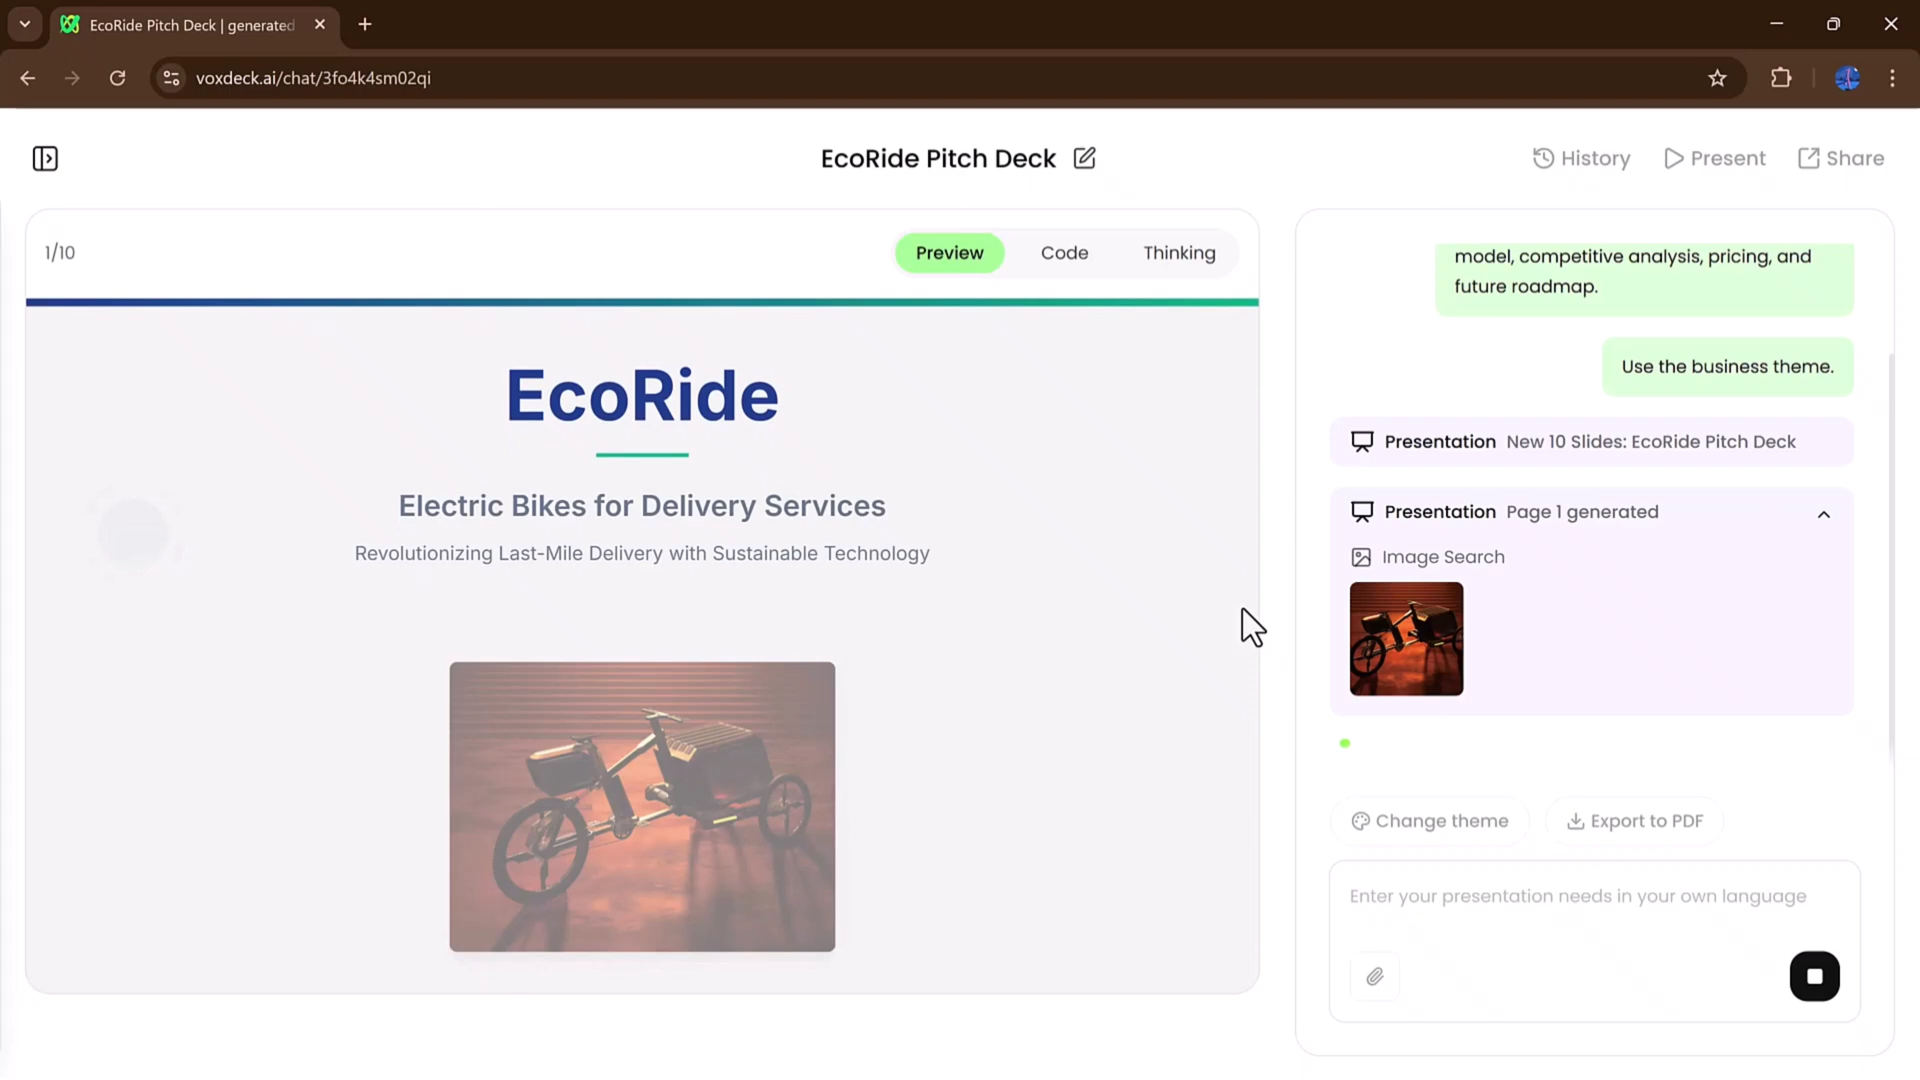 EcoRide Pitch Deck | generated
voxdeck.ai/chat/3fo4k4sm02qi
EcoRide Pitch Deck
History
Present
Share
1/10
Preview
Code
Thinking
EcoRide
Electric Bikes for Delivery Services
Revolutionizing Last-Mile Delivery with Sustainable Technology
model, competitive analysis, pricing, and
future roadmap.
Use the business theme.
Presentation New 10 Slides: EcoRide Pitch Deck
Presentation Page 1 generated
Image Search
Change theme
Export to PDF
Enter your presentation needs in your own language